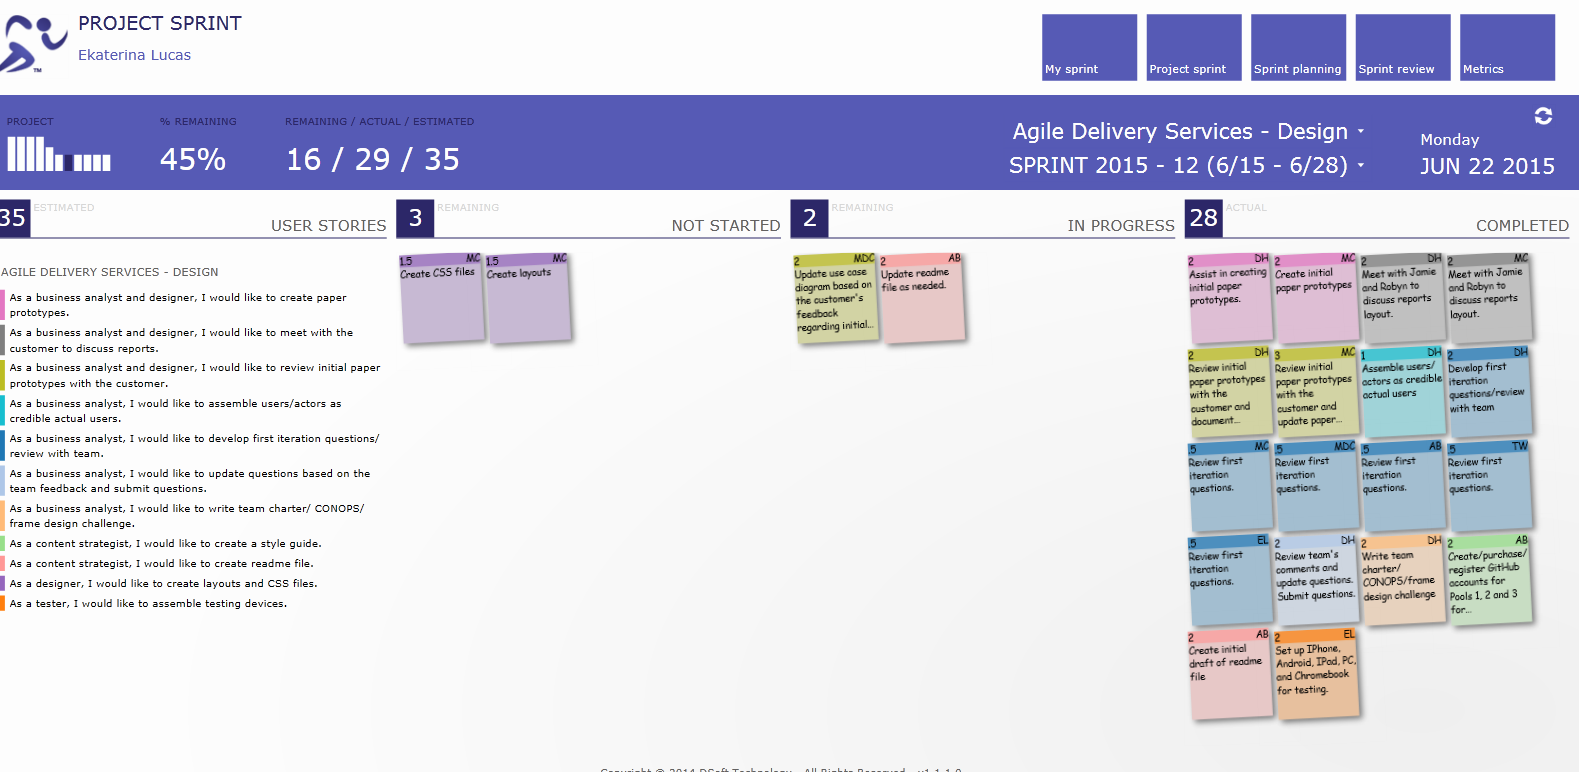 PROJECT SPRINT
Ekaterina Lucas
TM
My sprint
Project sprint
Sprint planning
Sprint review
Metrics
PROJECT
% REMAINING
45%
REMAINING / ACTUAL / ESTIMATED
16 / 29 / 35
Agile Delivery Services - Design
SPRINT 2015 - 12 (6/15 - 6/28)
Monday
JUN 22 2015
35
ESTIMATED
USER STORIES
3
REMAINING
NOT STARTED
2
REMAINING
IN PROGRESS
28
ACTUAL
COMPLETED
AGILE DELIVERY SERVICES - DESIGN
As a business analyst and designer, I would like to create paper
prototypes.
As a business analyst and designer, I would like to meet with the
customer to discuss reports.
As a business analyst and designer, I would like to review initial paper
prototypes with the customer.
As a business analyst, I would like to assemble users/actors as
credible actual users.
As a business analyst, I would like to develop first iteration questions/
review with team.
As a business analyst, I would like to update questions based on the
team feedback and submit questions.
As a business analyst, I would like to write team charter/ CONOPS/
frame design challenge.
As a content strategist, I would like to create a style guide.
As a content strategist, I would like to create readme file.
As a designer, I would like to create layouts and CSS files.
As a tester, I would like to assemble testing devices.
1.5 MC
Create CSS files
1.5 MC
Create layouts
2 MDC
Update use case
diagram based on
the customer's
feedback
regarding initial...
2 AB
Update readme
file as needed.
2 DH
Assist in creating
initial paper
prototypes.
2 MC
Create initial
paper prototypes
2 DH
Meet with Jamie
and Robyn to
discuss reports
layout.
2 MC
Meet with Jamie
and Robyn to
discuss reports
layout.
2 DH
Review initial
paper prototypes
with the
customer and
document...
3 MC
Review initial
paper prototypes
with the
customer and
update paper...
1 DH
Assemble users/
actors as credible
actual users
2 DH
Develop first
iteration
questions/review
with team
.5 MC
Review first
iteration
questions.
.5 MDC
Review first
iteration
questions.
.5 AB
Review first
iteration
questions.
.5 TW
Review first
iteration
questions.
.5 EL
Review first
iteration
questions.
2 DH
Review team's
comments and
update questions.
Submit questions.
2 DH
Write team
charter/
CONOPS/frame
design challenge
2 AB
Create/purchase/
register GitHub
accounts for
Pools 1, 2 and 3
for...
2 AB
Create initial
draft of readme
file
2 EL
Set up IPhone,
Android, IPad, PC,
and Chromebook
for testing.
Copyright © 2014 DSoft Technology - All Rights Reserved - v1.1.1.0